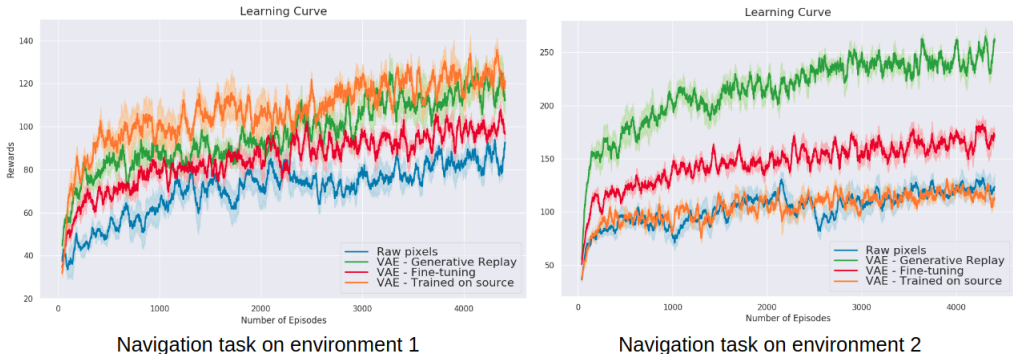 Learning Curve
140
120
100
80
60
40
20
Rewards
0
1000
2000
3000
4000
Number of Episodes
Raw pixels
VAE - Generative Replay
VAE - Fine-tuning
VAE - Trained on source
Navigation task on environment 1
Learning Curve
250
200
150
100
50
0
1000
2000
3000
4000
Number of Episodes
Raw pixels
VAE - Generative Replay
VAE - Fine-tuning
VAE - Trained on source
Navigation task on environment 2